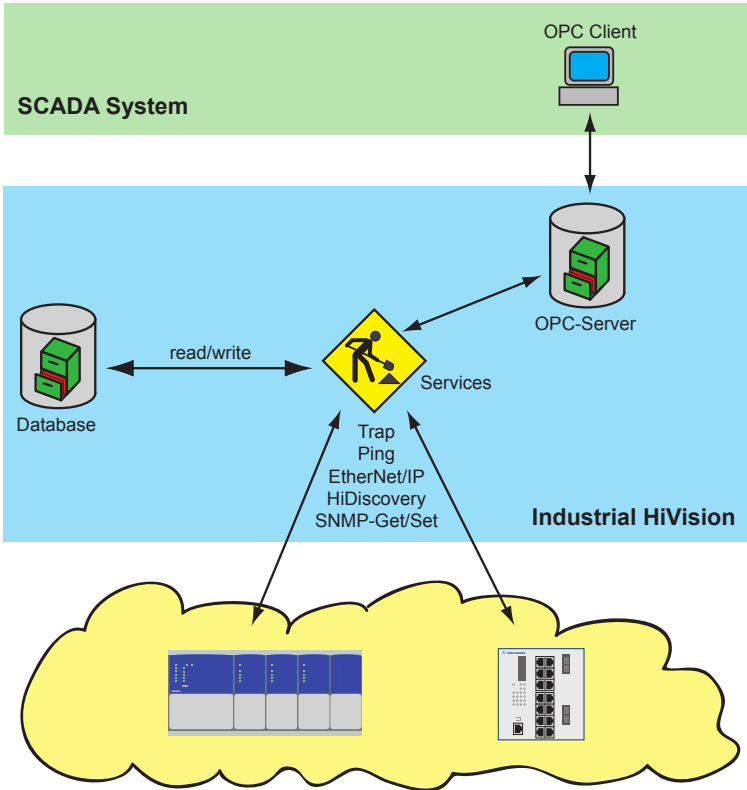 OPC Client
SCADA System
OPC-Server
read/write
Services
Database
Trap
Ping
EtherNet/IP
HiDiscovery
SNMP-Get/Set
Industrial HiVision